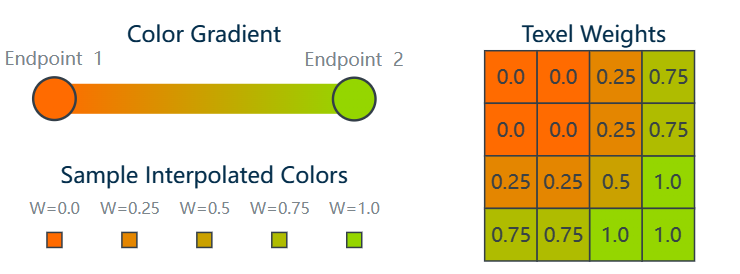 Color Gradient
Endpoint 1
Endpoint 2
Sample Interpolated Colors
W=0.0 W=0.25 W=0.5 W=0.75 W=1.0
Texel Weights
0.0 0.0 0.25 0.75
0.0 0.0 0.25 0.75
0.25 0.25 0.5 1.0
0.75 0.75 1.0 1.0